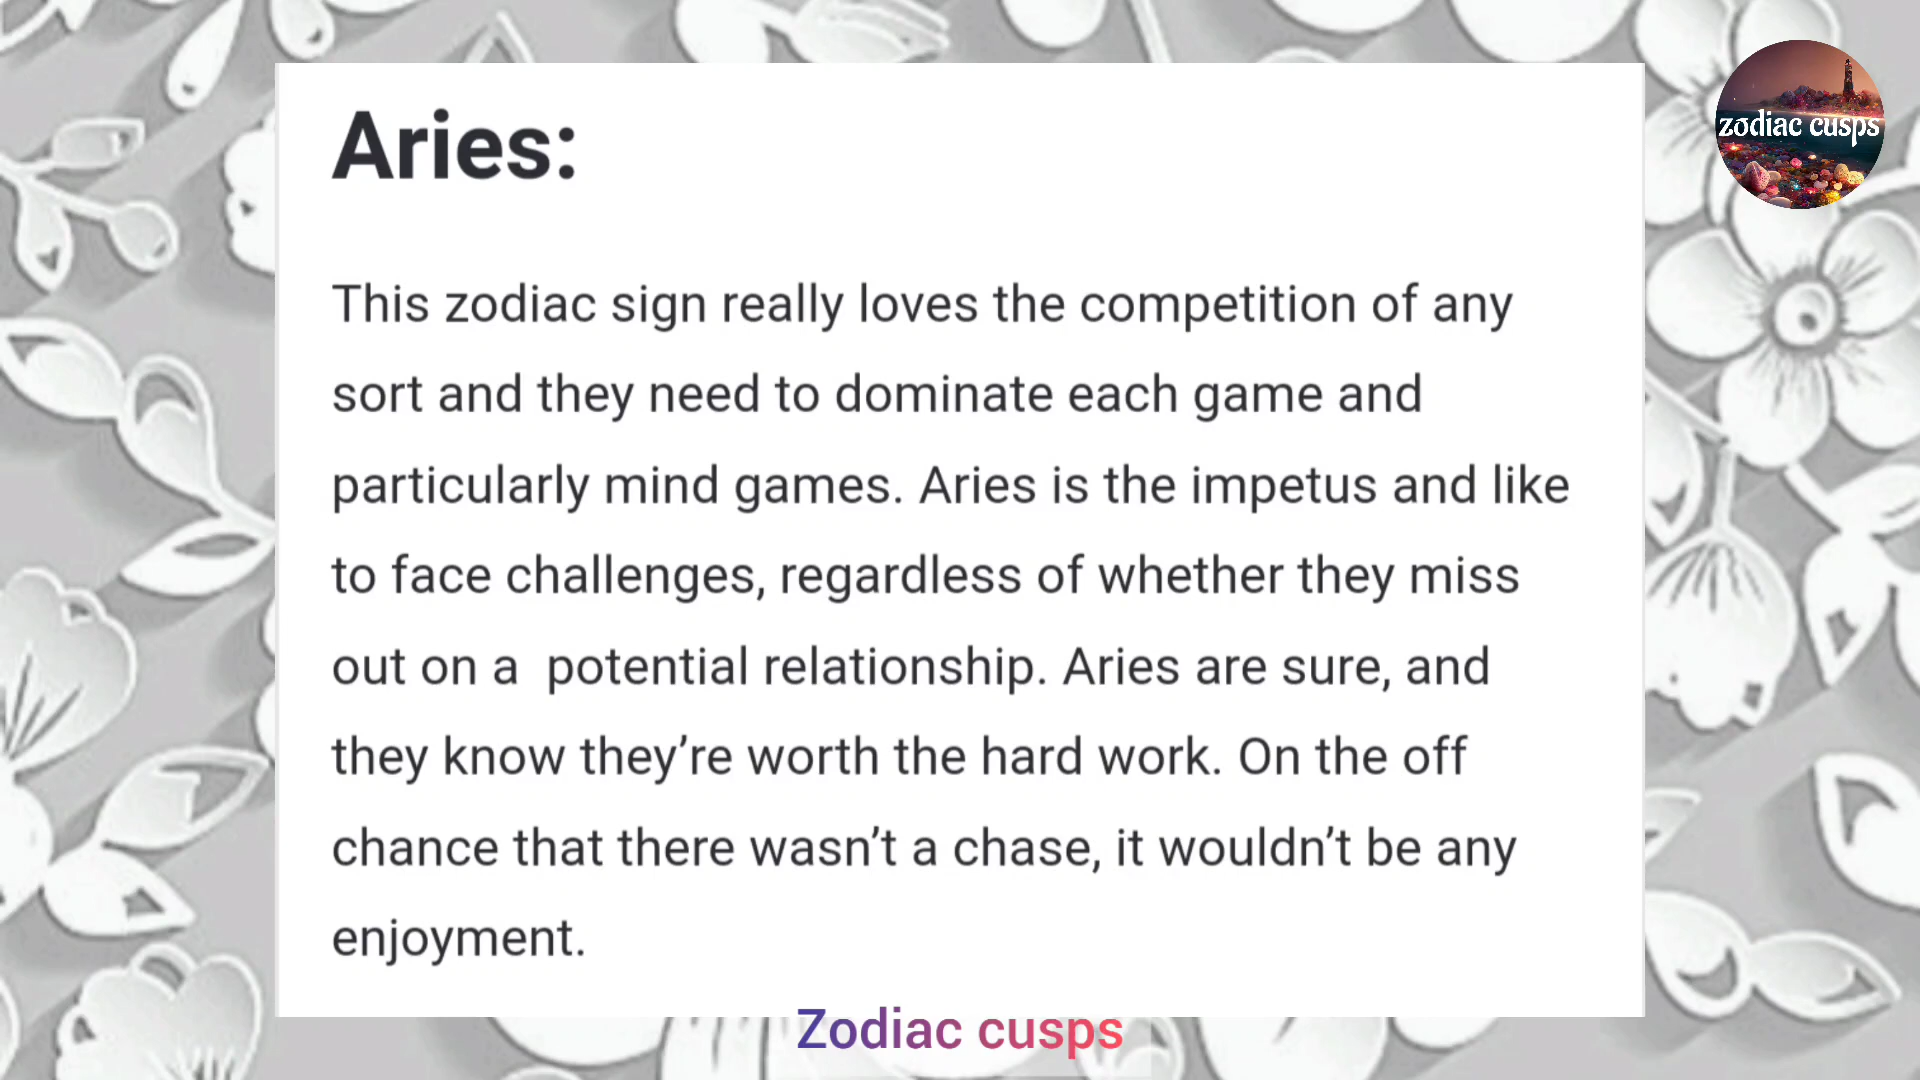 zodiac cusps
Aries:
This zodiac sign really loves the competition of any
sort and they need to dominate each game and
particularly mind games. Aries is the impetus and like
to face challenges, regardless of whether they miss
out on a  potential relationship. Aries are sure, and
they know they’re worth the hard work. On the off
chance that there wasn’t a chase, it wouldn’t be any
enjoyment.
Zodiac cusps